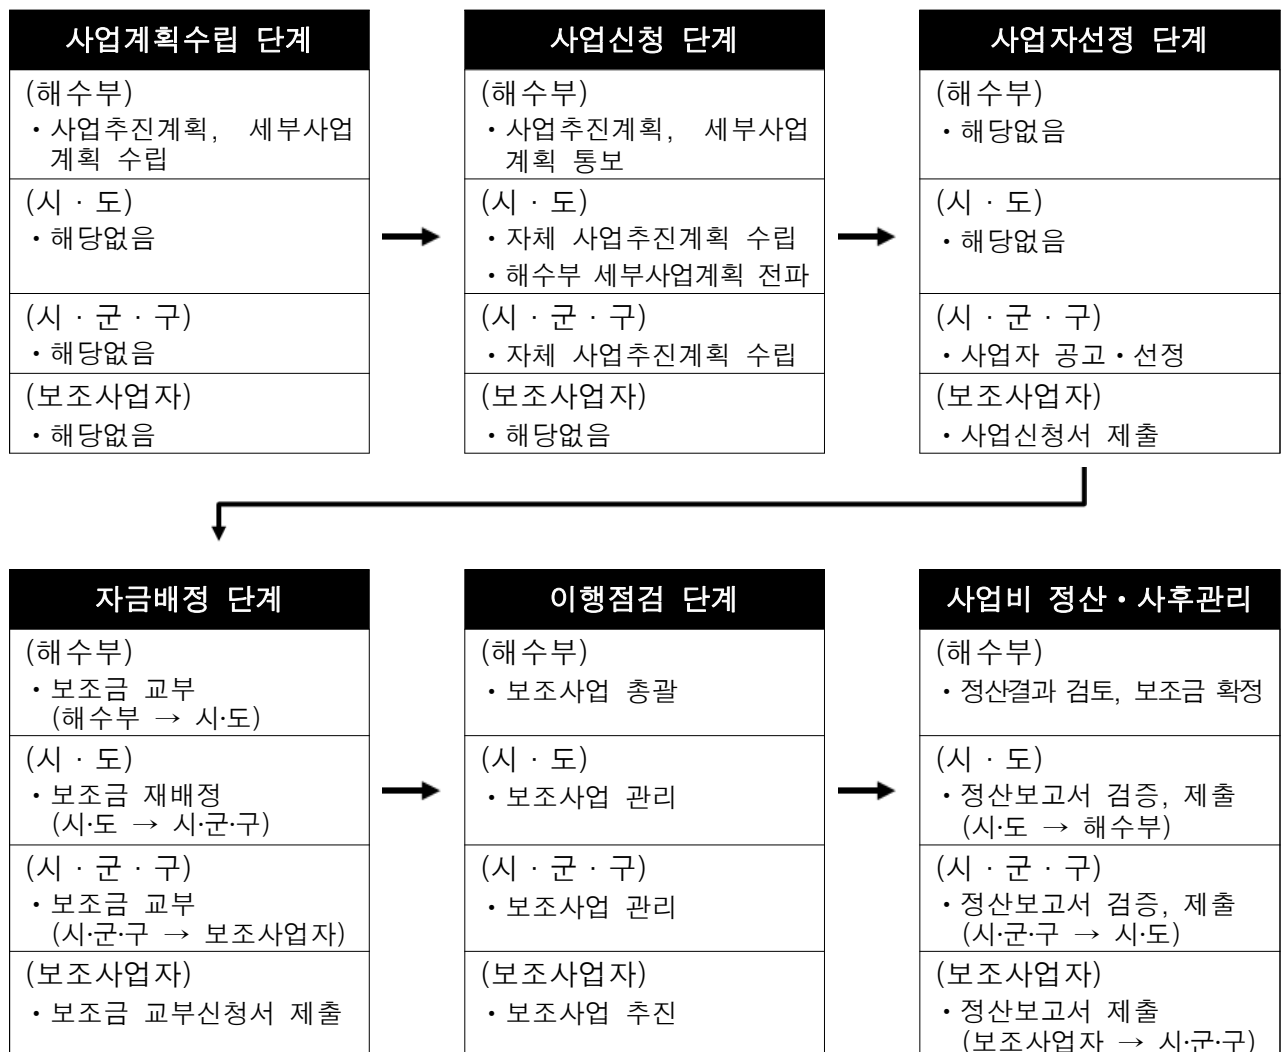 사업계획수립 단계
(해수부)
・사업추진계획, 세부사업
계획 수립
(시 · 도)
・해당없음
(시 · 군 · 구)
・해당없음
(보조사업자)
・해당없음
사업신청 단계
(해수부)
・사업추진계획, 세부사업
계획 통보
(시 · 도)
・자체 사업추진계획 수립
・해수부 세부사업계획 전파
(시 · 군 · 구)
・자체 사업추진계획 수립
(보조사업자)
・해당없음
사업자선정 단계
(해수부)
・해당없음
(시 · 도)
・해당없음
(시 · 군 · 구)
・사업자 공고・선정
(보조사업자)
・사업신청서 제출
자금배정 단계
(해수부)
・보조금 교부
(해수부 → 시·도)
(시 · 도)
・보조금 재배정
(시·도 → 시·군·구)
(시 · 군 · 구)
・보조금 교부
(시·군·구 → 보조사업자)
(보조사업자)
・보조금 교부신청서 제출
이행점검 단계
(해수부)
・보조사업 총괄
(시 · 도)
・보조사업 관리
(시 · 군 · 구)
・보조사업 관리
(보조사업자)
・보조사업 추진
사업비 정산・사후관리
(해수부)
・정산결과 검토, 보조금 확정
(시 · 도)
・정산보고서 검증, 제출
(시·도 → 해수부)
(시 · 군 · 구)
・정산보고서 검증, 제출
(시·군·구 → 시·도)
(보조사업자)
・정산보고서 제출
(보조사업자 → 시·군·구)